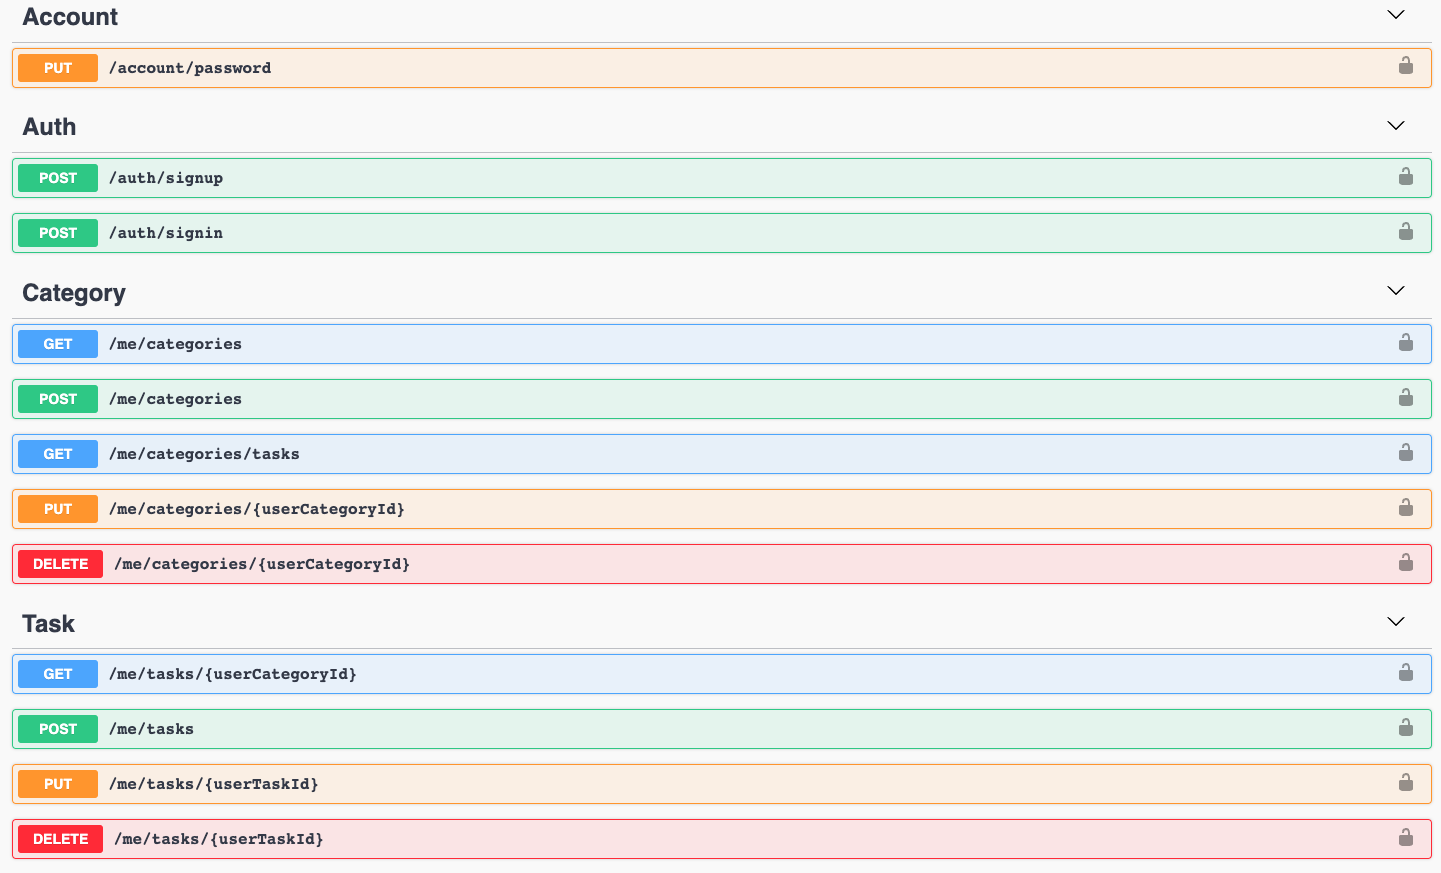 Account
PUT /account/password
Auth
POST /auth/signup
POST /auth/signin
Category
GET /me/categories
POST /me/categories
GET /me/categories/tasks
PUT /me/categories/{userCategoryId}
DELETE /me/categories/{userCategoryId}
Task
GET /me/tasks/{userCategoryId}
POST /me/tasks
PUT /me/tasks/{userTaskId}
DELETE /me/tasks/{userTaskId}